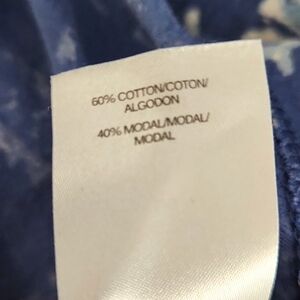 60% COTTON/COTON/
ALGODON
40% MODAL/MODAL/
MODAL